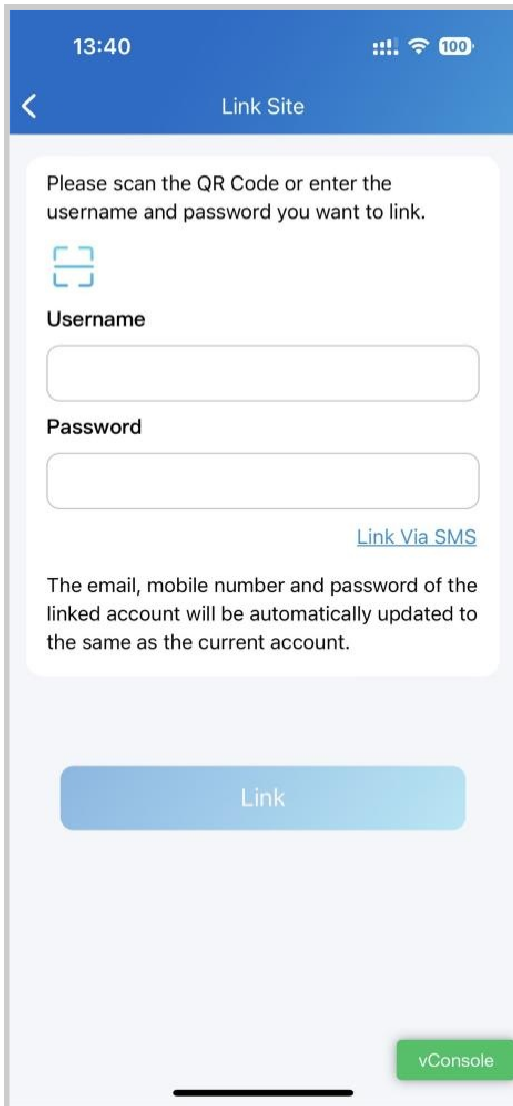 13:40
100
Link Site
Please scan the QR Code or enter the
username and password you want to link.
Username
Password
Link Via SMS
The email, mobile number and password of the
linked account will be automatically updated to
the same as the current account.
Link
vConsole